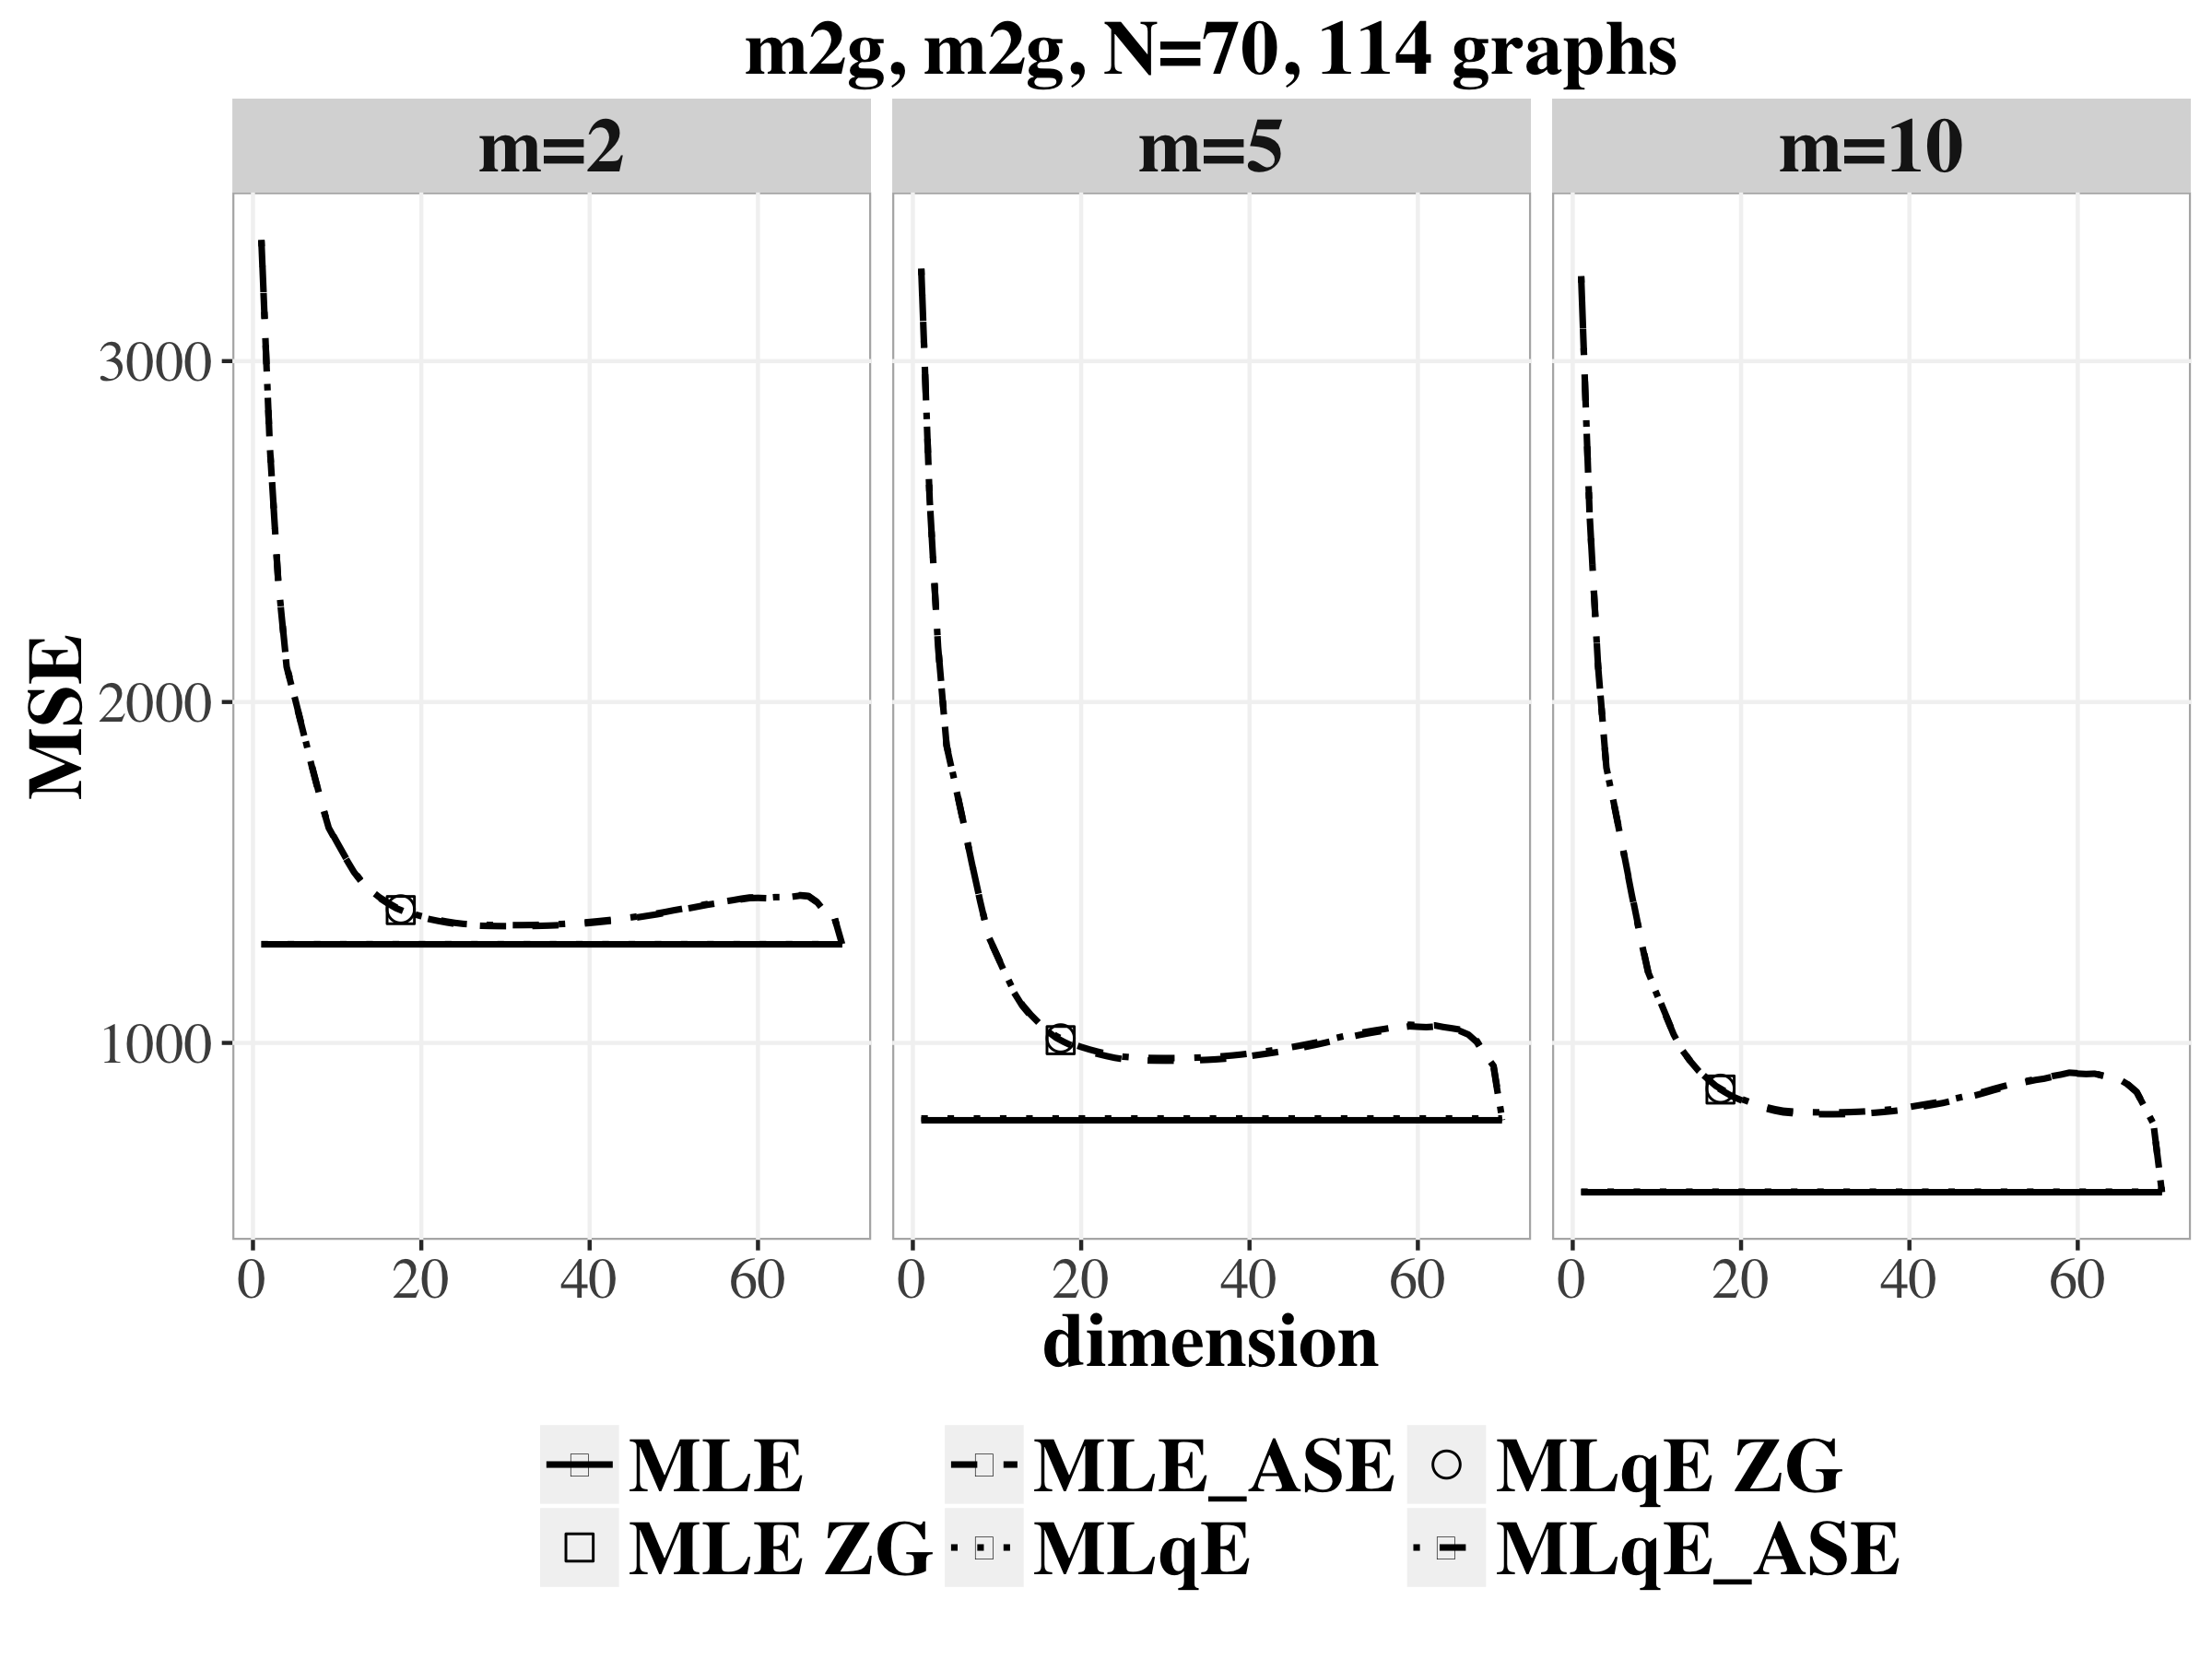 m2g, m2g, N=70, 114 graphs
m=2 m=5 m=10
MSE
3000
2000
1000
0 20 40 60 0 20 40 60 0 20 40 60
dimension
MLE MLE_ASE MLqE ZG
MLE ZG MLqE MLqE_ASE